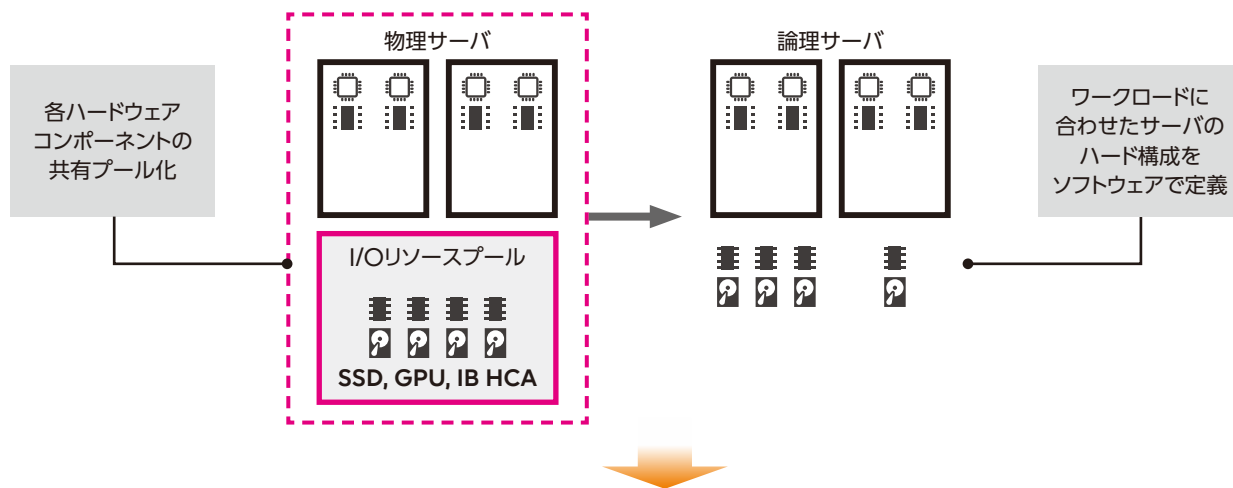 物理サーバ
論理サーバ
各ハードウェア
コンポーネントの
共有プール化
ワークロードに
合わせたサーバの
ハード構成を
ソフトウェアで定義
I/Oリソースプール
SSD, GPU, IB HCA